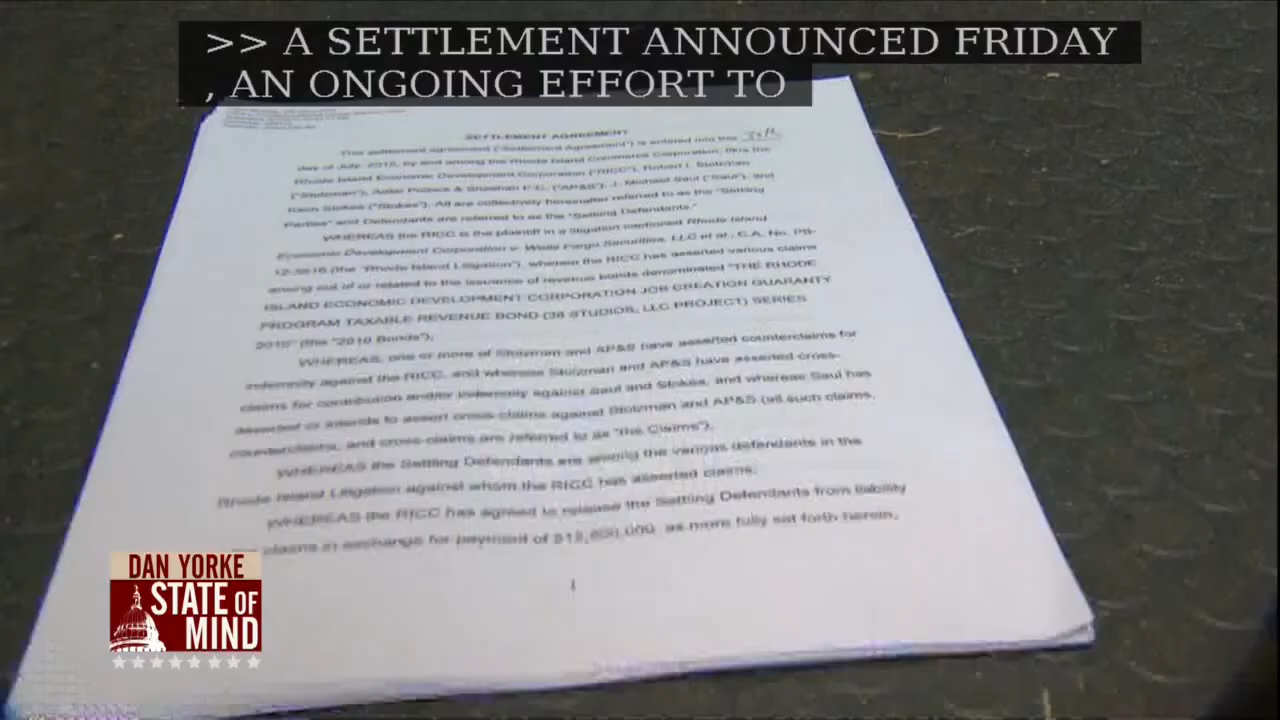 >> A SETTLEMENT ANNOUNCED FRIDAY
, AN ONGOING EFFORT TO
SETTLEMENT AGREEMENT
This settlement agreement ("Settlement Agreement") is entered into this
day of July, 2015, by and among the Rhode Island Commerce Corporation, f/k/a the
Rhode Island Economic Development Corporation ("RICC"), Robert I. Stolzman
("Stolzman"), Adler Pollock & Sheehan P.C. ("AP&S"), J. Michael Saul ("Saul"), and
Keith Stokes ("Stokes"). All are collectively hereinafter referred to as the "Settling
Parties" and Defendants are referred to as the "Settling Defendants."
WHEREAS the RICC is the plaintiff in a litigation captioned Rhode Island
Economic Development Corporation v. Wells Fargo Securities, LLC et al., C.A. No. PB-
12-3616 (the "Rhode Island Litigation"), wherein the RICC has asserted various claims
arising out of or related to the issuance of revenue bonds denominated "THE RHODE
ISLAND ECONOMIC DEVELOPMENT CORPORATION JOB CREATION GUARANTY
PROGRAM TAXABLE REVENUE BOND (38 STUDIOS, LLC PROJECT) SERIES
2010" (the "2010 Bonds");
WHEREAS, one or more of Stolzman and AP&S have asserted counterclaims for
indemnity against the RICC, and whereas Stolzman and AP&S have asserted cross-
claims for contribution and/or indemnity against Saul and Stokes, and whereas Saul has
asserted or intends to assert cross-claims against Stolzman and AP&S (all such claims,
counterclaims, and cross-claims are referred to as "the Claims");
WHEREAS the Settling Defendants are among the various defendants in the
Rhode Island Litigation against whom the RICC has asserted claims;
WHEREAS the RICC has agreed to release the Settling Defendants from liability
claims in exchange for payment of as more fully set forth herein;
1
DAN YORKE
STATE OF
MIND